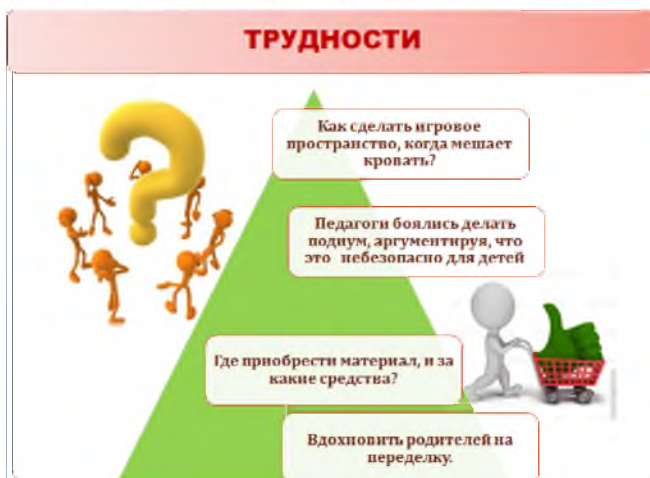 ТРУДНОСТИ
Как сделать игровое
пространство, когда мешает
кровать?
Педагоги боялись делать
подиум, аргументируя, что
это небезопасно для детей
Где приобрести материал, и за
какие средства?
Вдохновить родителей на
переделку.